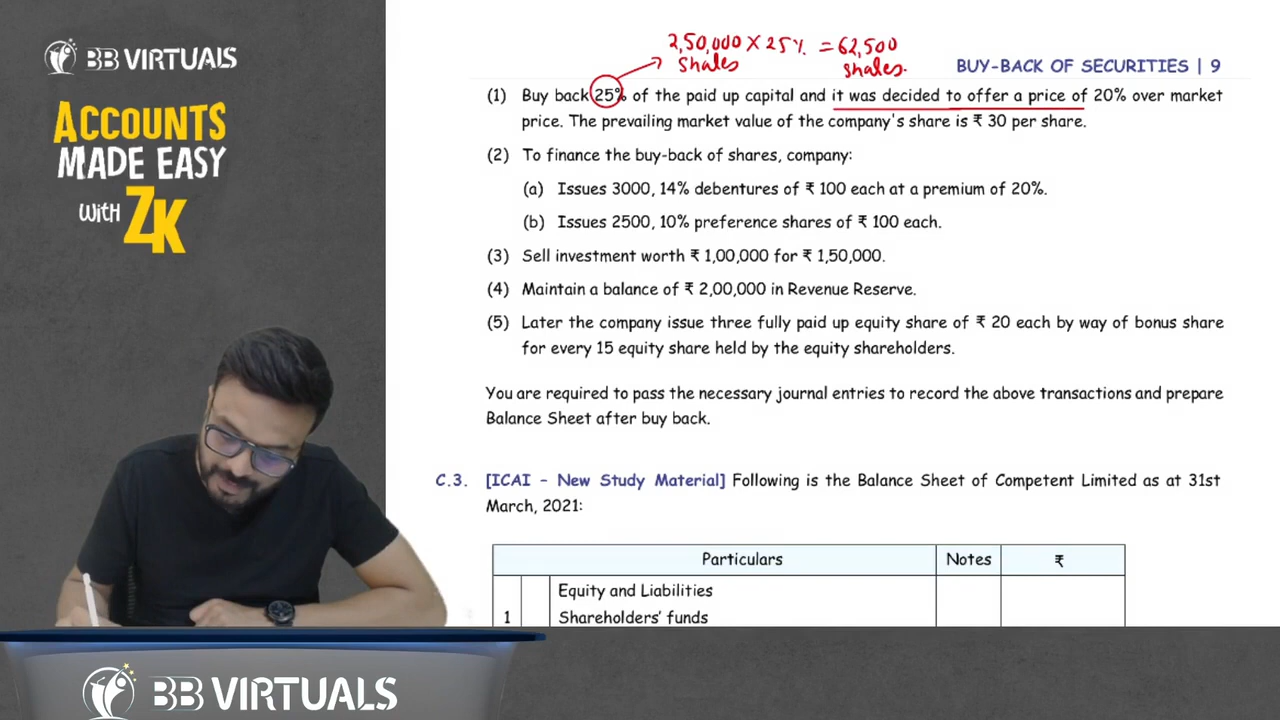 BB VIRTUALS
ACCOUNTS
MADE EASY
with ZK
2,50,000 X 25% = 62,500
shales shales.
BUY-BACK OF SECURITIES | 9
(1) Buy back 25% of the paid up capital and it was decided to offer a price of 20% over market
price. The prevailing market value of the company's share is ₹ 30 per share.
(2) To finance the buy-back of shares, company:
(a) Issues 3000, 14% debentures of ₹ 100 each at a premium of 20%.
(b) Issues 2500, 10% preference shares of ₹ 100 each.
(3) Sell investment worth ₹ 1,00,000 for ₹ 1,50,000.
(4) Maintain a balance of ₹ 2,00,000 in Revenue Reserve.
(5) Later the company issue three fully paid up equity share of ₹ 20 each by way of bonus share
for every 15 equity share held by the equity shareholders.
You are required to pass the necessary journal entries to record the above transactions and prepare
Balance Sheet after buy back.
C.3. [ICAI – New Study Material] Following is the Balance Sheet of Competent Limited as at 31st
March, 2021:
Particulars Notes ₹
Equity and Liabilities
1 Shareholders' funds
BB VIRTUALS